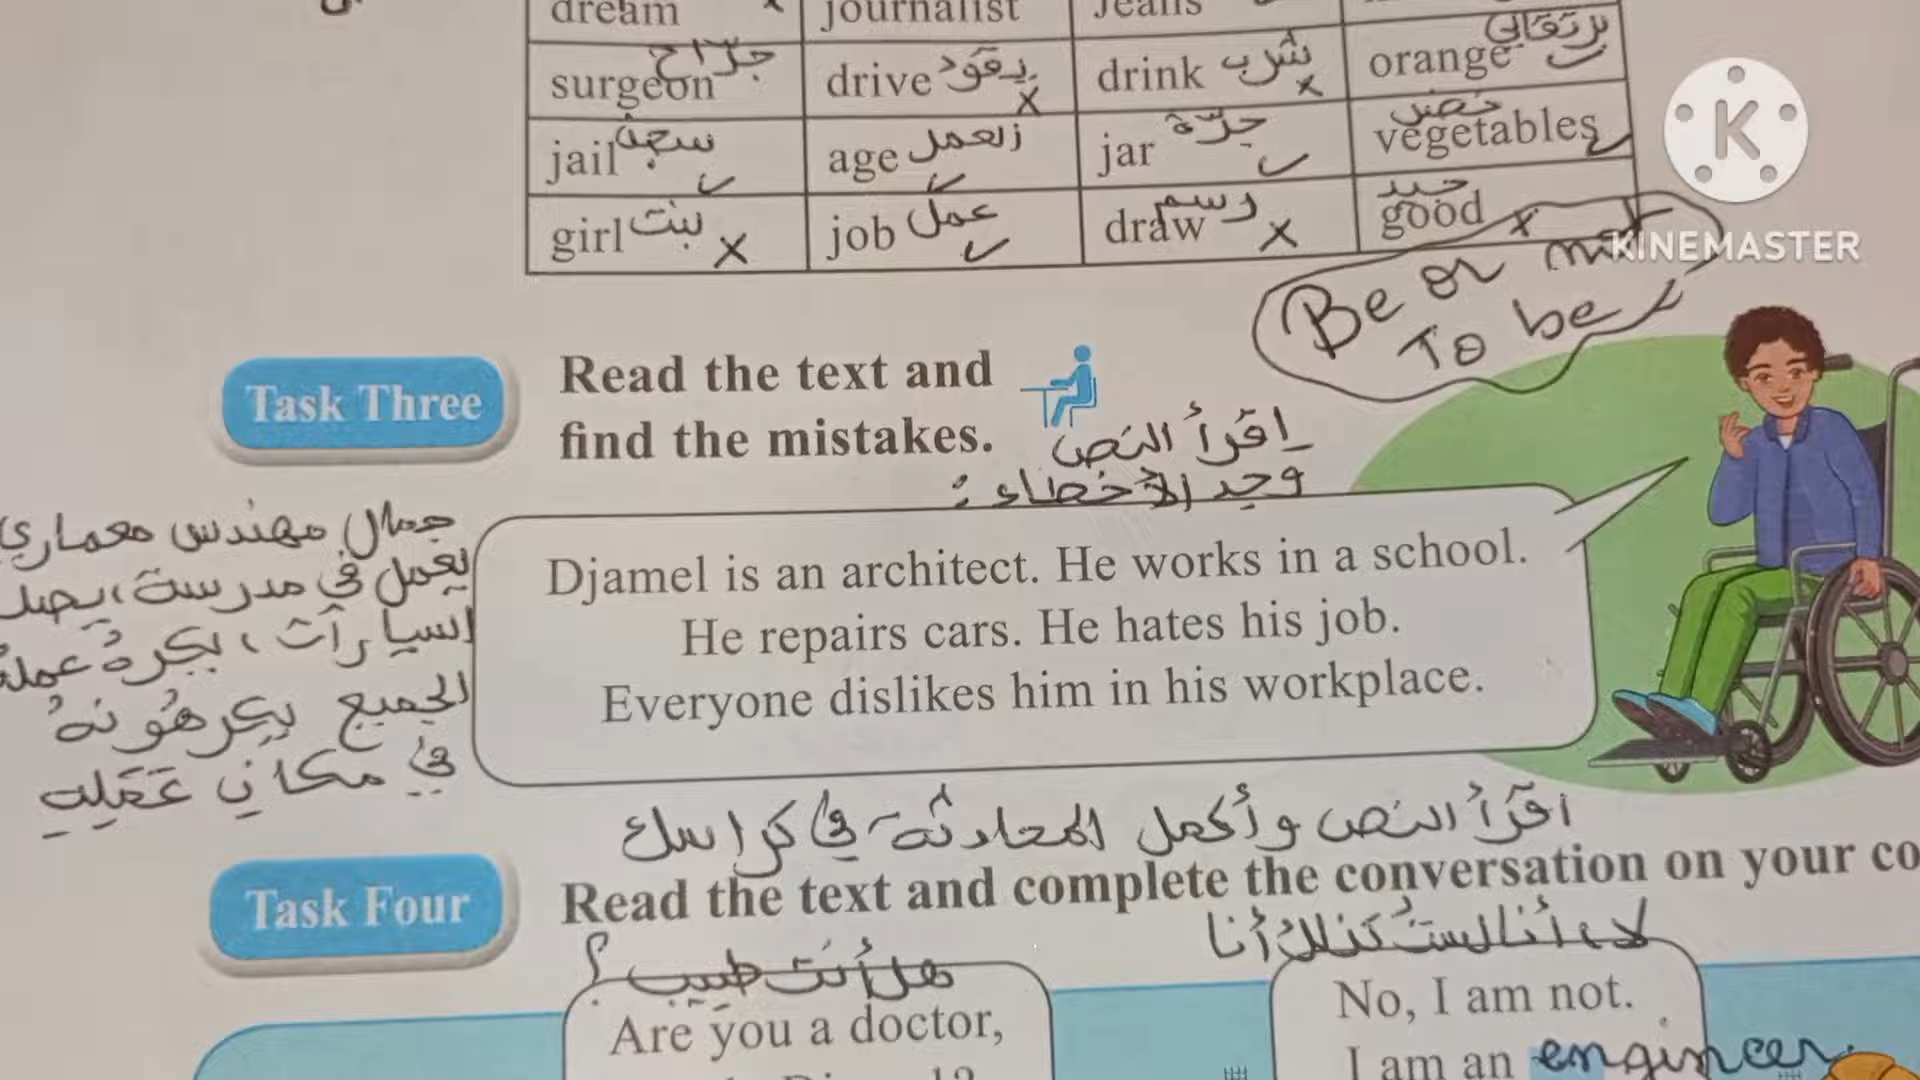 dream journalist Jeans
surgeon جرّاح drive يقود x drink شرب x orange برتقالي
jail سجن age العمر jar جرّة vegetables خضر
girl بنت x job عمل draw رسم x good جيد x
KINEMASTER
Be or not
To be
Task Three
Read the text and
find the mistakes.
اقرأ النص
وجد الأخطاء :
جمال مهندس معماري
يعمل في مدرسة، يصلح
السيارات، يكره عمله
الجميع يكرهونه
في مكان عمله
Djamel is an architect. He works in a school.
He repairs cars. He hates his job.
Everyone dislikes him in his workplace.
اقرأ النص وأكمل المحادثة في كراسك
Task Four
Read the text and complete the conversation on your co
هل أنت طبيب ؟
لا، أنا لست كذلك أنا
Are you a doctor,
No, I am not.
I am an engineer.